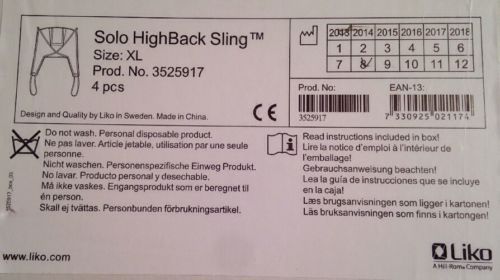 Solo HighBack Sling™
Size: XL
Prod. No. 3525917
4 pcs
Design and Quality by Liko in Sweden. Made in China.
CE
2013 2014 2015 2016 2017 2018
1 2 3 4 5 6
7 8 9 10 11 12
Prod. No:
3525917
EAN-13:
7 330925 021174
Do not wash. Personal disposable product.
Ne pas laver. Article jetable, utilisation par une seule
personne.
Nicht waschen. Personenspezifische Einweg Produkt.
No lavar. Producto personal y desechable.
Må ikke vaskes. Engangsprodukt som er beregnet til
én person.
Skall ej tvättas. Personbunden förbrukningsartikel.
Read instructions included in box!
Lire la notice d'emploi à l'intérieur de
l'emballage!
Gebrauchsanweisung beachten!
Lea la guía de instrucciones que se incluye
en la caja!
Læs brugsanvisningen som ligger i kartonen!
Läs bruksanvisningen som finns i kartongen!
www.liko.com
Liko
A Hill-Rom Company